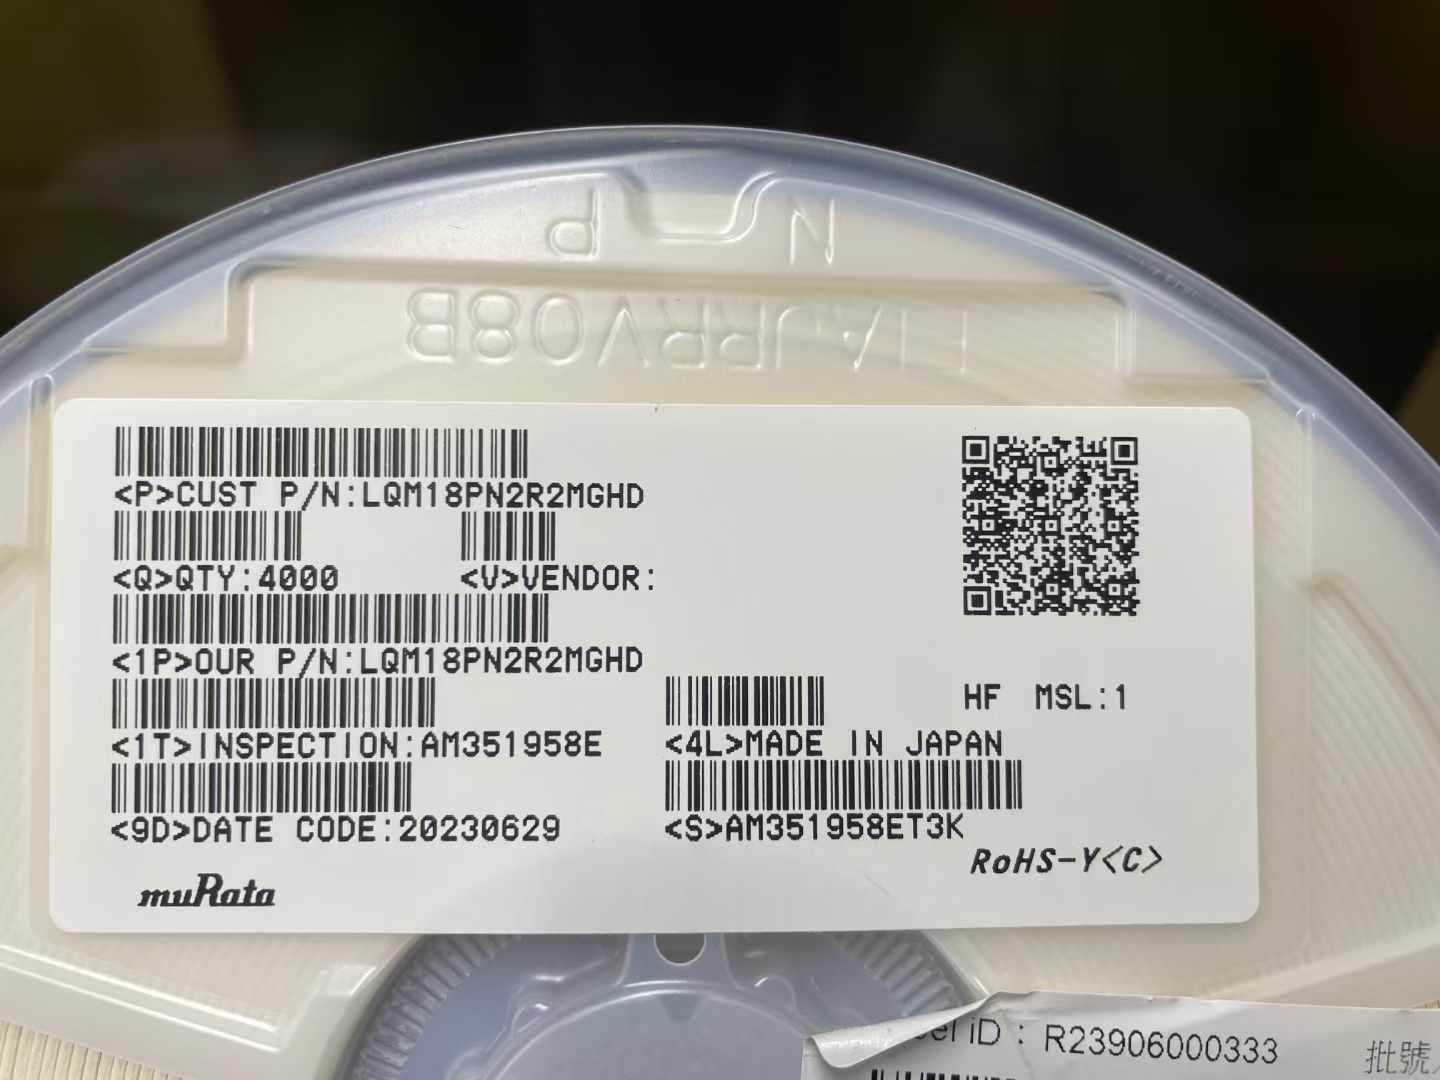 N P
EIAJRRV08B
<P>CUST P/N:LQM18PN2R2MGHD
<Q>QTY:4000 <V>VENDOR:
<1P>OUR P/N:LQM18PN2R2MGHD
HF MSL:1
<1T>INSPECTION:AM351958E <4L>MADE IN JAPAN
<9D>DATE CODE:20230629 <S>AM351958ET3K
RoHS-Y<C>
muRata
iD : R23906000333 批號